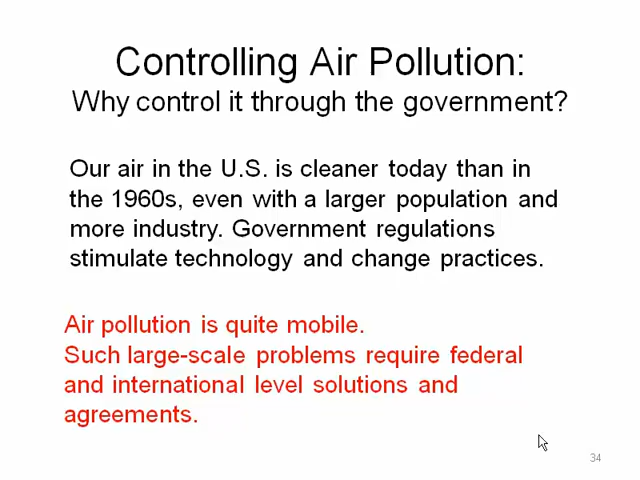 Controlling Air Pollution:
Why control it through the government?
Our air in the U.S. is cleaner today than in
the 1960s, even with a larger population and
more industry. Government regulations
stimulate technology and change practices.
Air pollution is quite mobile.
Such large-scale problems require federal
and international level solutions and
agreements.
34